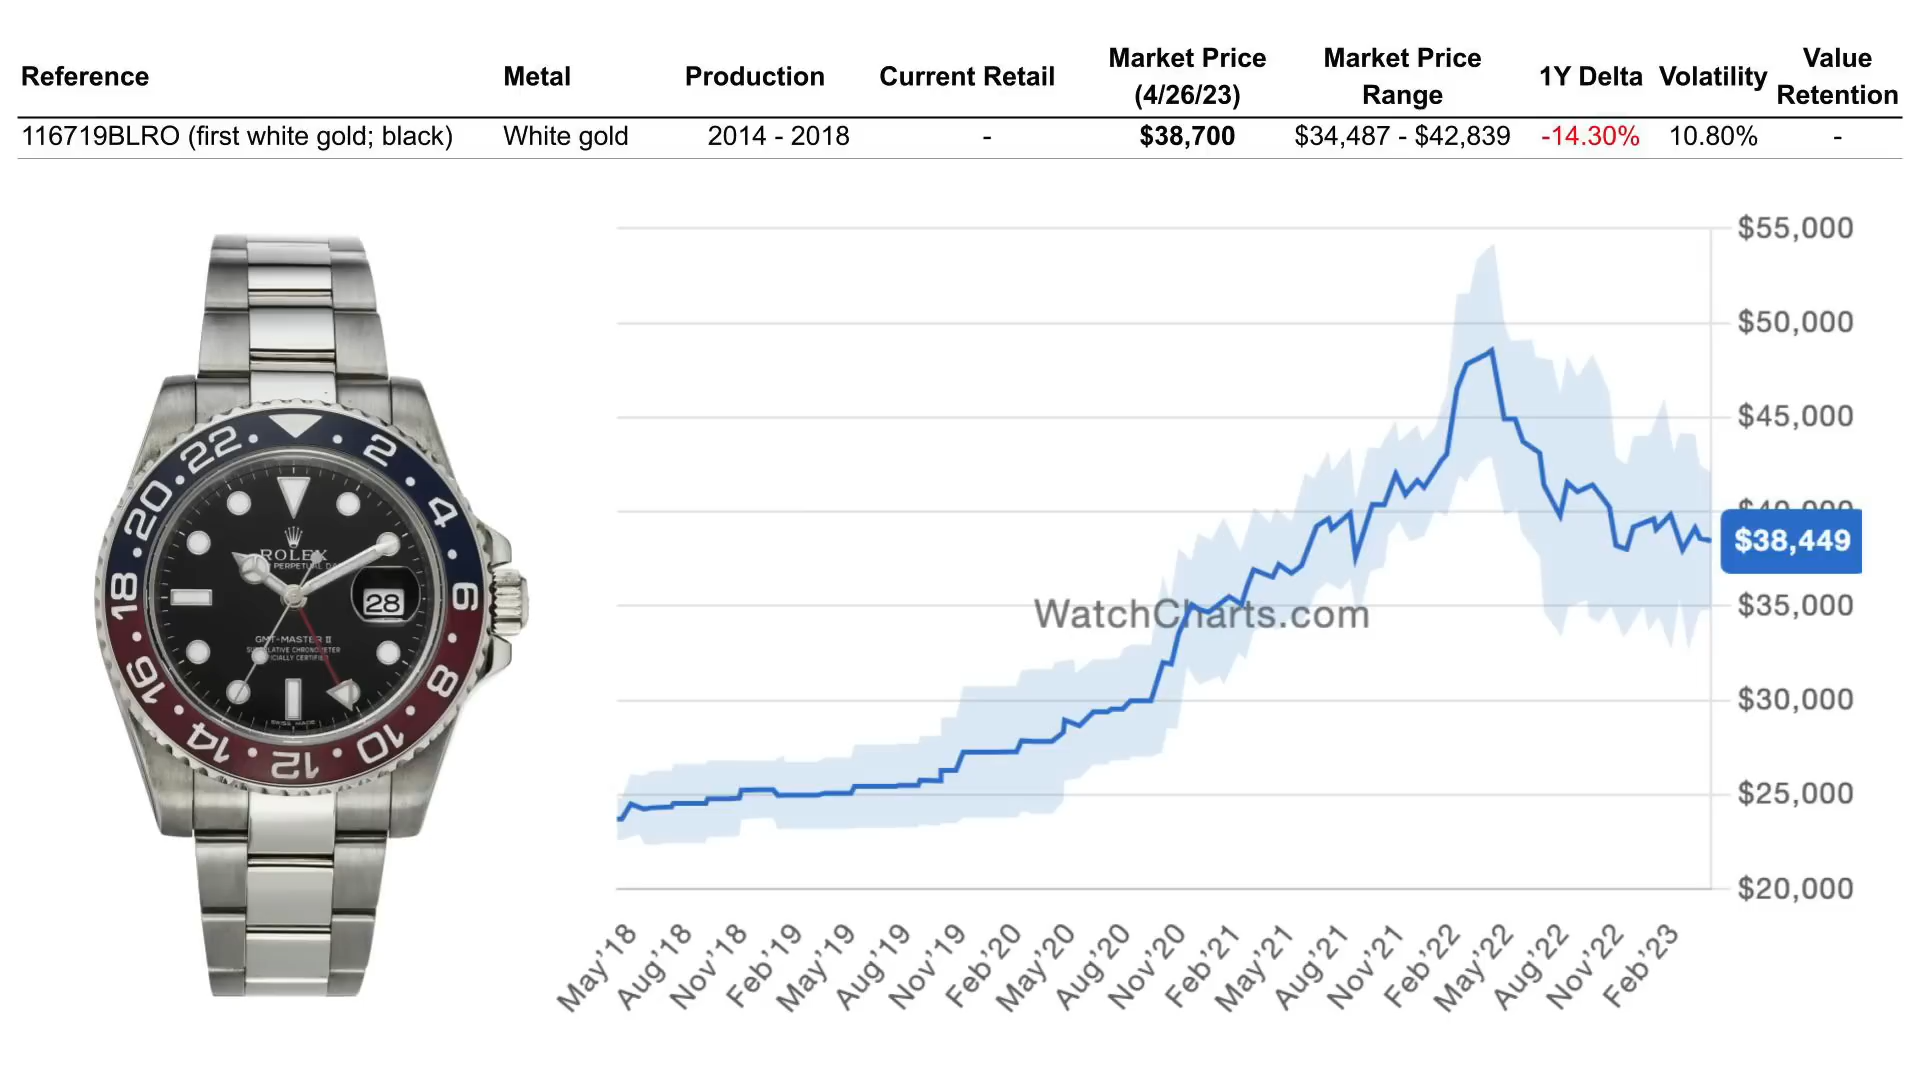 Reference Metal Production Current Retail Market Price (4/26/23) Market Price Range 1Y Delta Volatility Value Retention
116719BLRO (first white gold; black) White gold 2014 - 2018 - $38,700 $34,487 - $42,839 -14.30% 10.80% -
$55,000
$50,000
$45,000
$38,449
$35,000
$30,000
$25,000
$20,000
WatchCharts.com
May'18 Aug'18 Nov'18 Feb'19 May'19 Aug'19 Nov'19 Feb'20 May'20 Aug'20 Nov'20 Feb'21 May'21 Aug'21 Nov'21 Feb'22 May'22 Aug'22 Nov'22 Feb'23
2
4
6
8
10
12
14
16
18
20
22
ROLEX
28
GMT-MASTER II
SWISS MADE